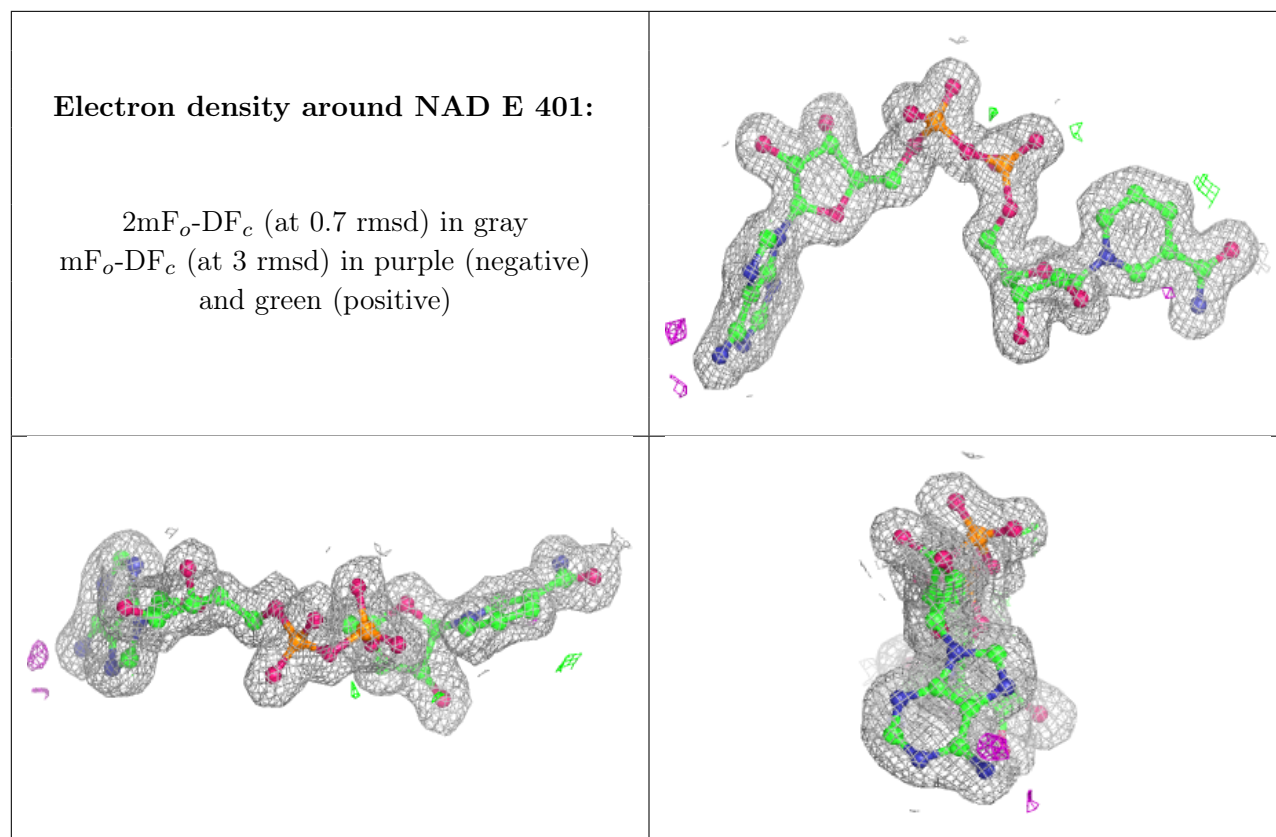 Electron density around NAD E 401:
2mFo-DFc (at 0.7 rmsd) in gray
mFo-DFc (at 3 rmsd) in purple (negative)
and green (positive)